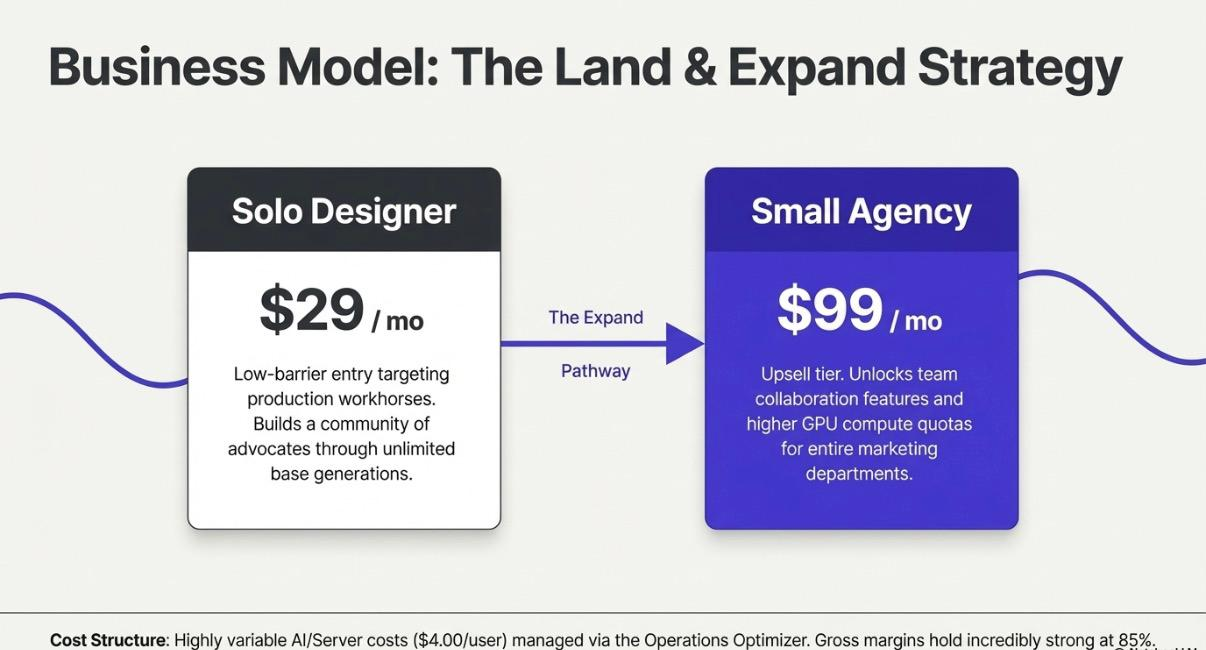 Business Model: The Land & Expand Strategy
Solo Designer
$29 / mo
Low-barrier entry targeting
production workhorses.
Builds a community of
advocates through unlimited
base generations.
The Expand
Pathway
Small Agency
$99 / mo
Upsell tier. Unlocks team
collaboration features and
higher GPU compute quotas
for entire marketing
departments.
Cost Structure: Highly variable AI/Server costs ($4.00/user) managed via the Operations Optimizer. Gross margins hold incredibly strong at 85%.